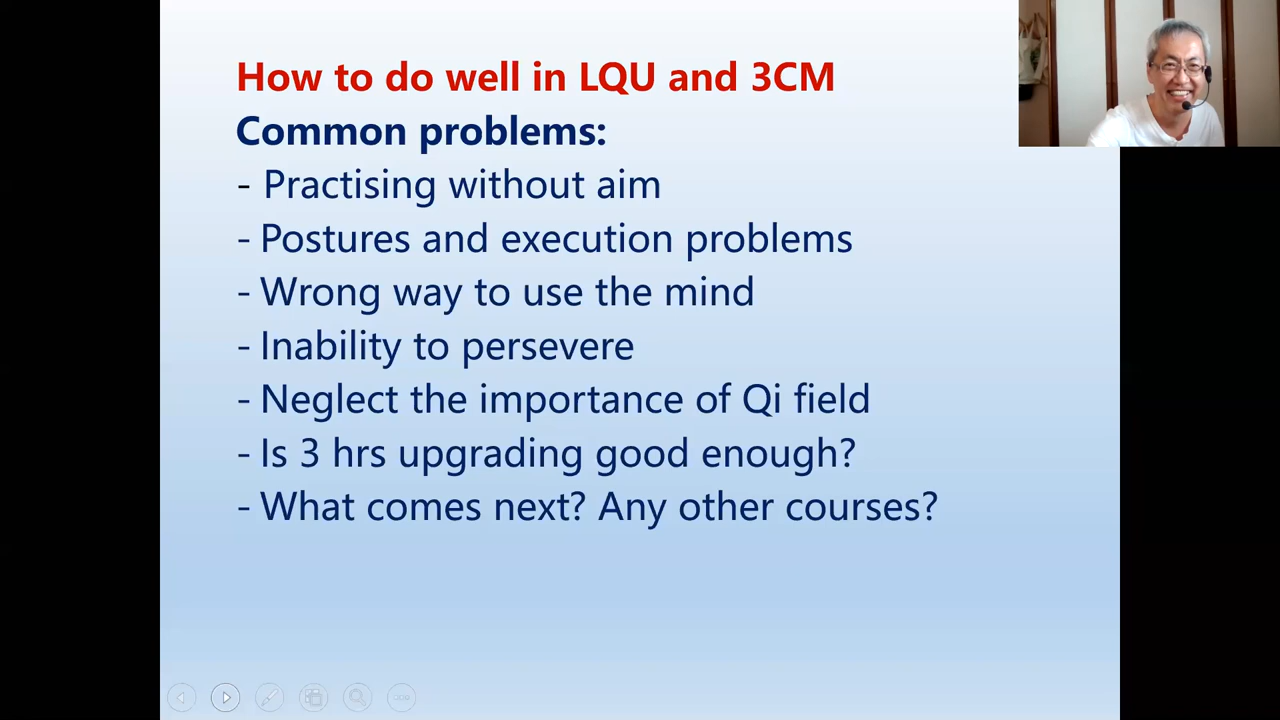 How to do well in LQU and 3CM
Common problems:
- Practising without aim
- Postures and execution problems
- Wrong way to use the mind
- Inability to persevere
- Neglect the importance of Qi field
- Is 3 hrs upgrading good enough?
- What comes next? Any other courses?